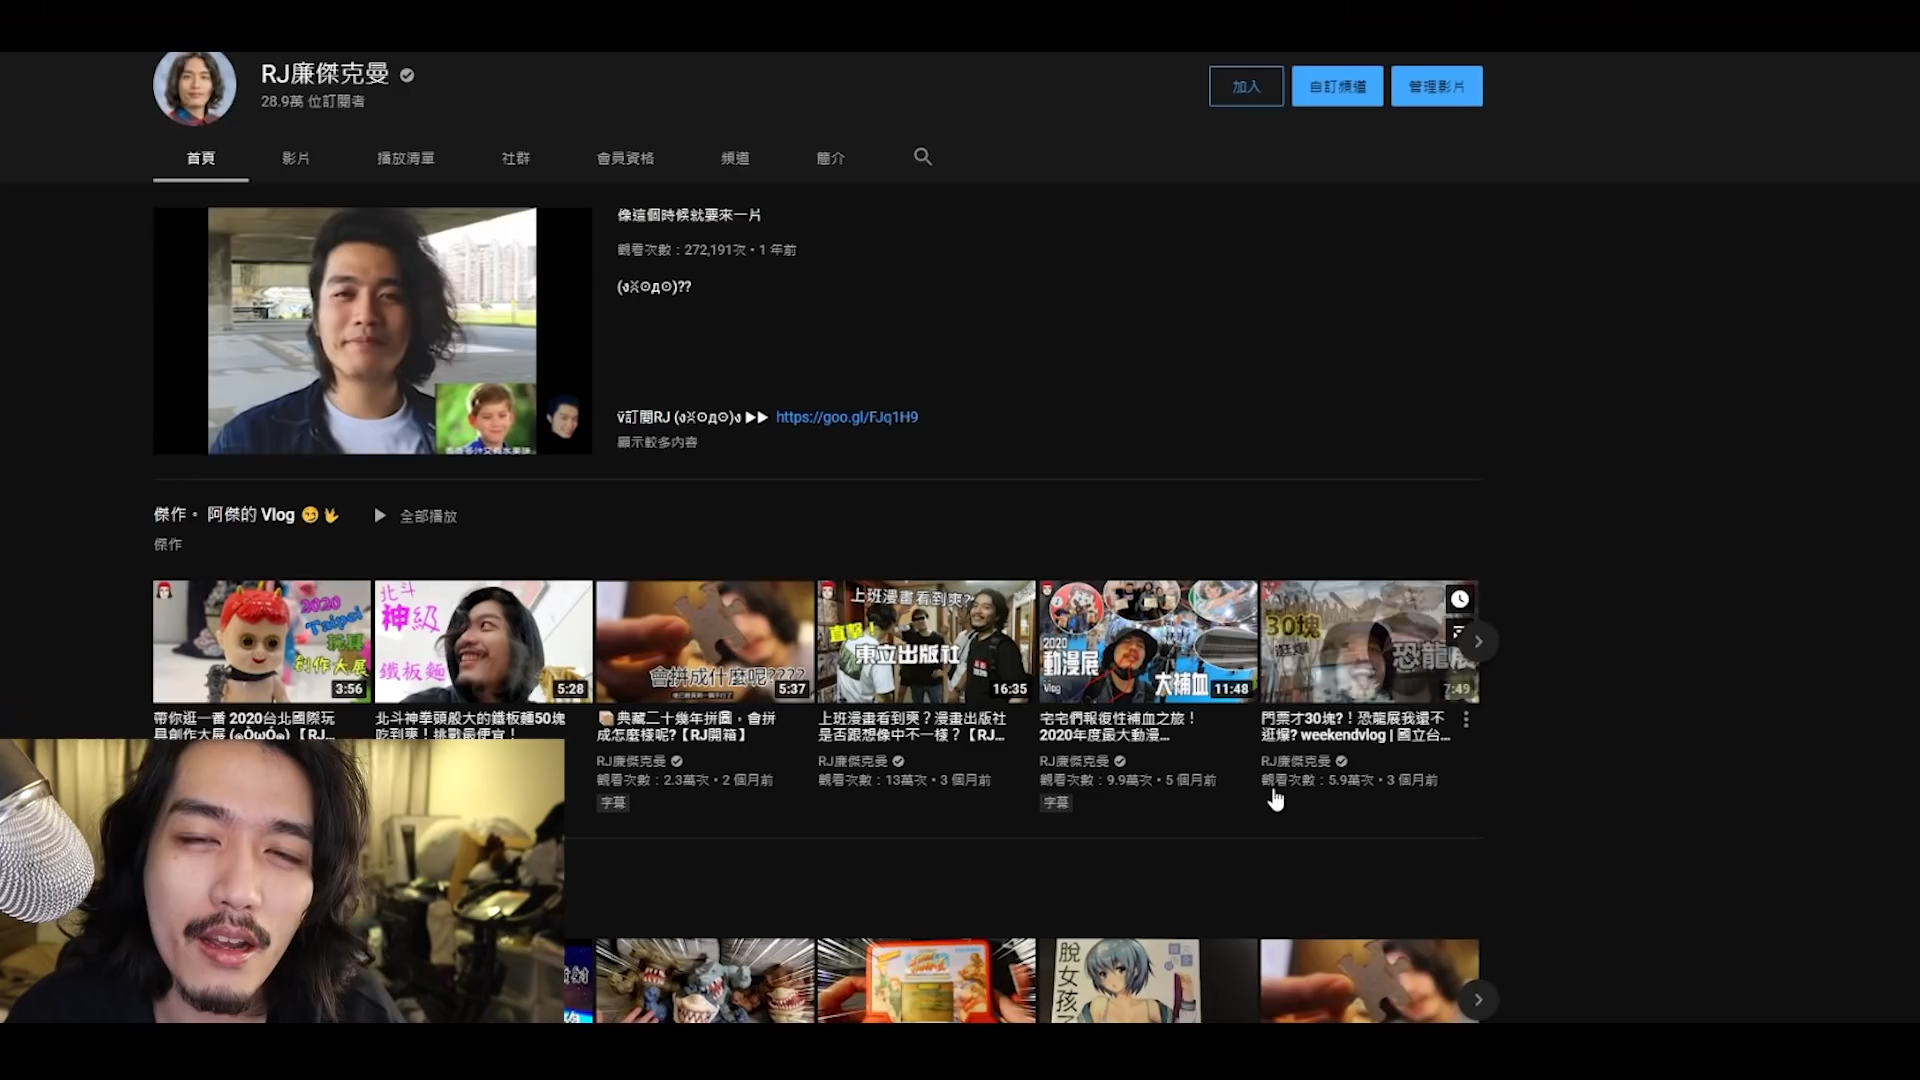 RJ廉傑克曼
28.9萬 位訂閱者
加入
自訂頻道
管理影片
首頁
影片
播放清單
社群
會員資格
頻道
簡介
像這個時候就要來一片
觀看次數：272,191次・1 年前
(งᵒ̌皿ᵒ̌)??
訂閱RJ
https://goo.gl/FJq1H9
顯示較多內容
傑作。 阿傑的 Vlog 😏🖖
全部播放
傑作
2020
Taipei
玩具
創作大展
3:56
北斗
神級
鐵板麵
5:28
會拼成什麼呢????
5:37
上班漫畫看到爽?
直擊！
東立出版社
16:35
2020
動漫展
Vlog
大補血
11:48
30塊
逛爆
恐龍展
7:49
帶你逛一番 2020台北國際玩
具創作大展
【RJ...
北斗神拳頭般大的鐵板麵50塊
吃到爽！挑戰最便宜！
📦典藏二十幾年拼圖，會拼
成怎麼樣呢?【RJ開箱】
RJ廉傑克曼
觀看次數：2.3萬次・2 個月前
字幕
上班漫畫看到爽？漫畫出版社
是否跟想像中不一樣？【RJ...
RJ廉傑克曼
觀看次數：13萬次・3 個月前
宅宅們報復性補血之旅！
2020年度最大動漫...
RJ廉傑克曼
觀看次數：9.9萬次・5 個月前
字幕
門票才30塊?！恐龍展我還不
逛爆? weekendvlog | 國立台...
RJ廉傑克曼
觀看次數：5.9萬次・3 個月前
脫女孩子